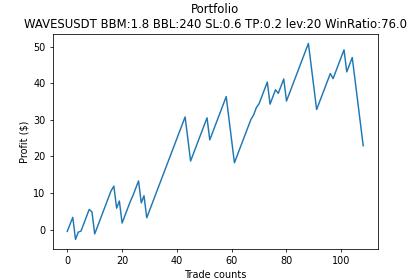 Portfolio
WAVESUSDT BBM:1.8 BBL:240 SL:0.6 TP:0.2 lev:20 WinRatio:76.0
50
40
30
20
10
0
Profit ($)
0 20 40 60 80 100
Trade counts